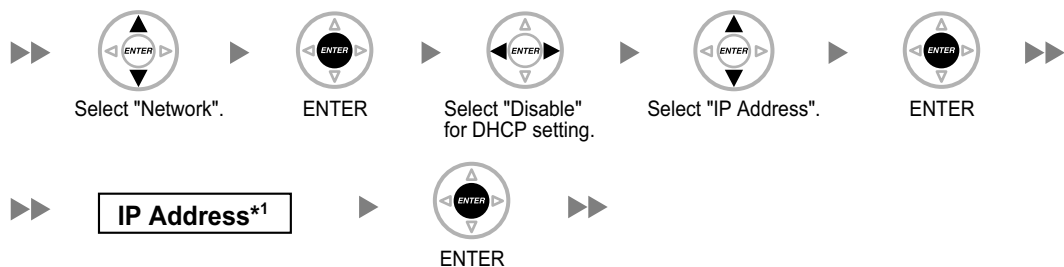 ENTER ENTER ENTER ENTER ENTER
Select "Network". ENTER Select "Disable" Select "IP Address". ENTER
for DHCP setting.
IP Address*1 ENTER
ENTER